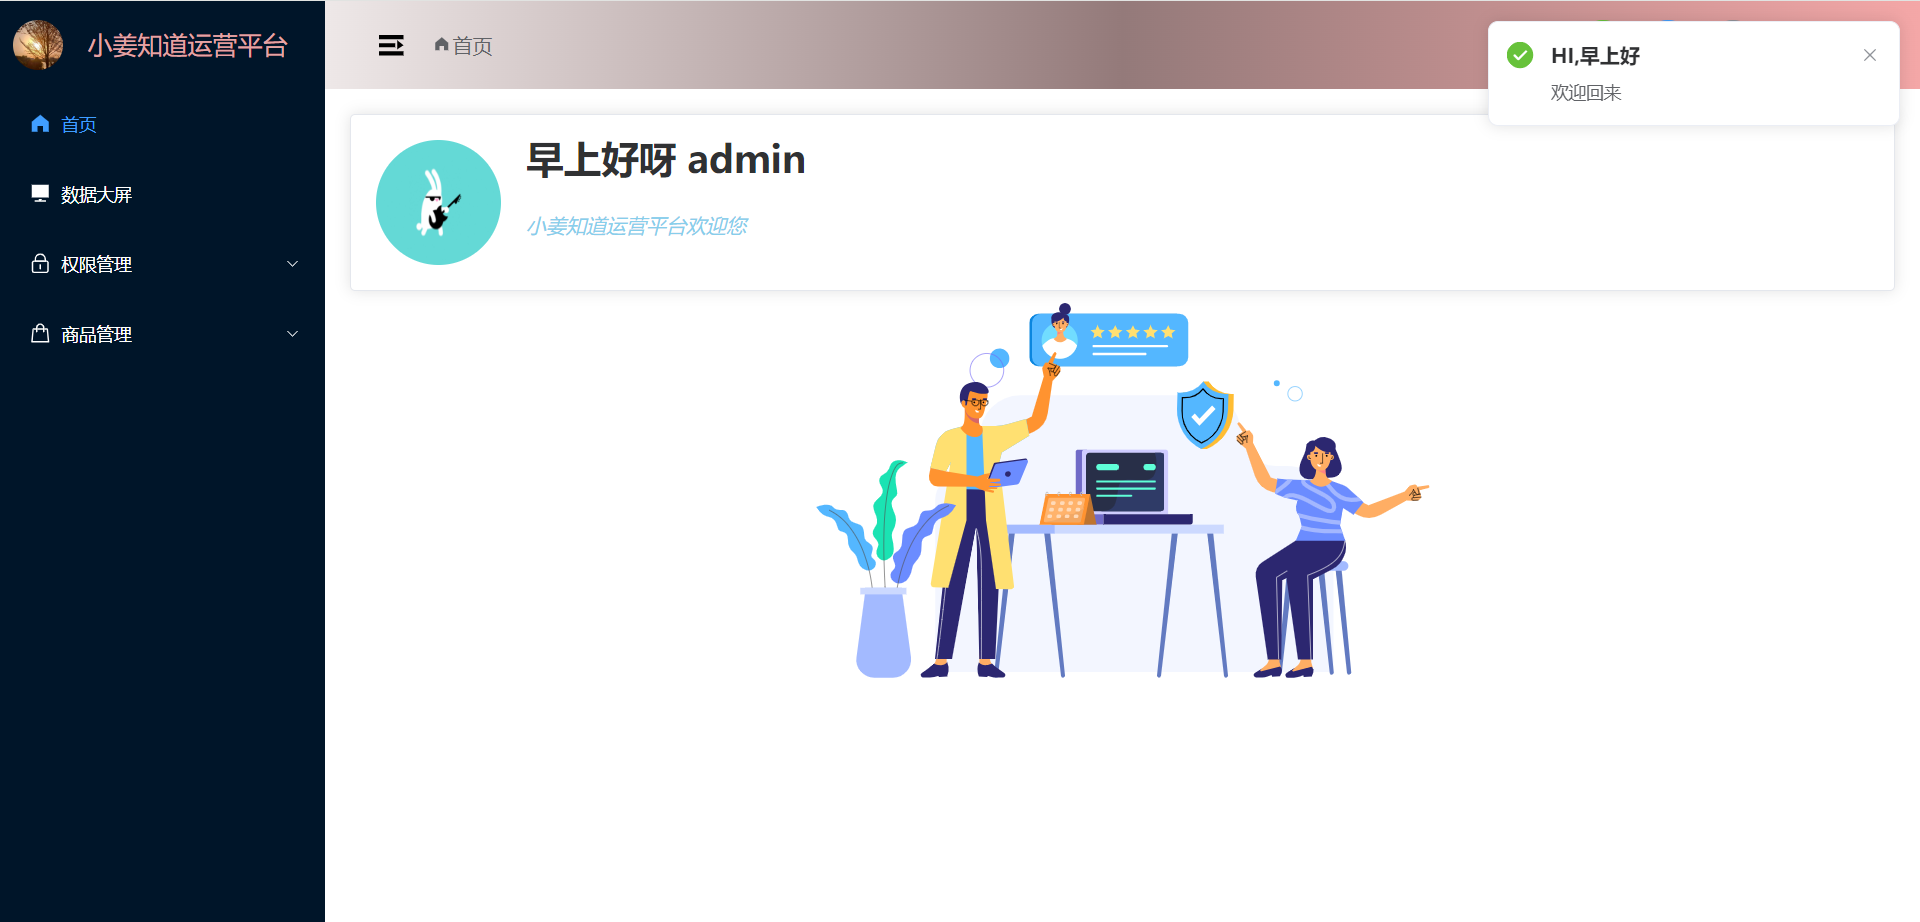 小姜知道运营平台
首页
数据大屏
权限管理
商品管理
首页
HI,早上好
欢迎回来
早上好呀 admin
小姜知道运营平台欢迎您